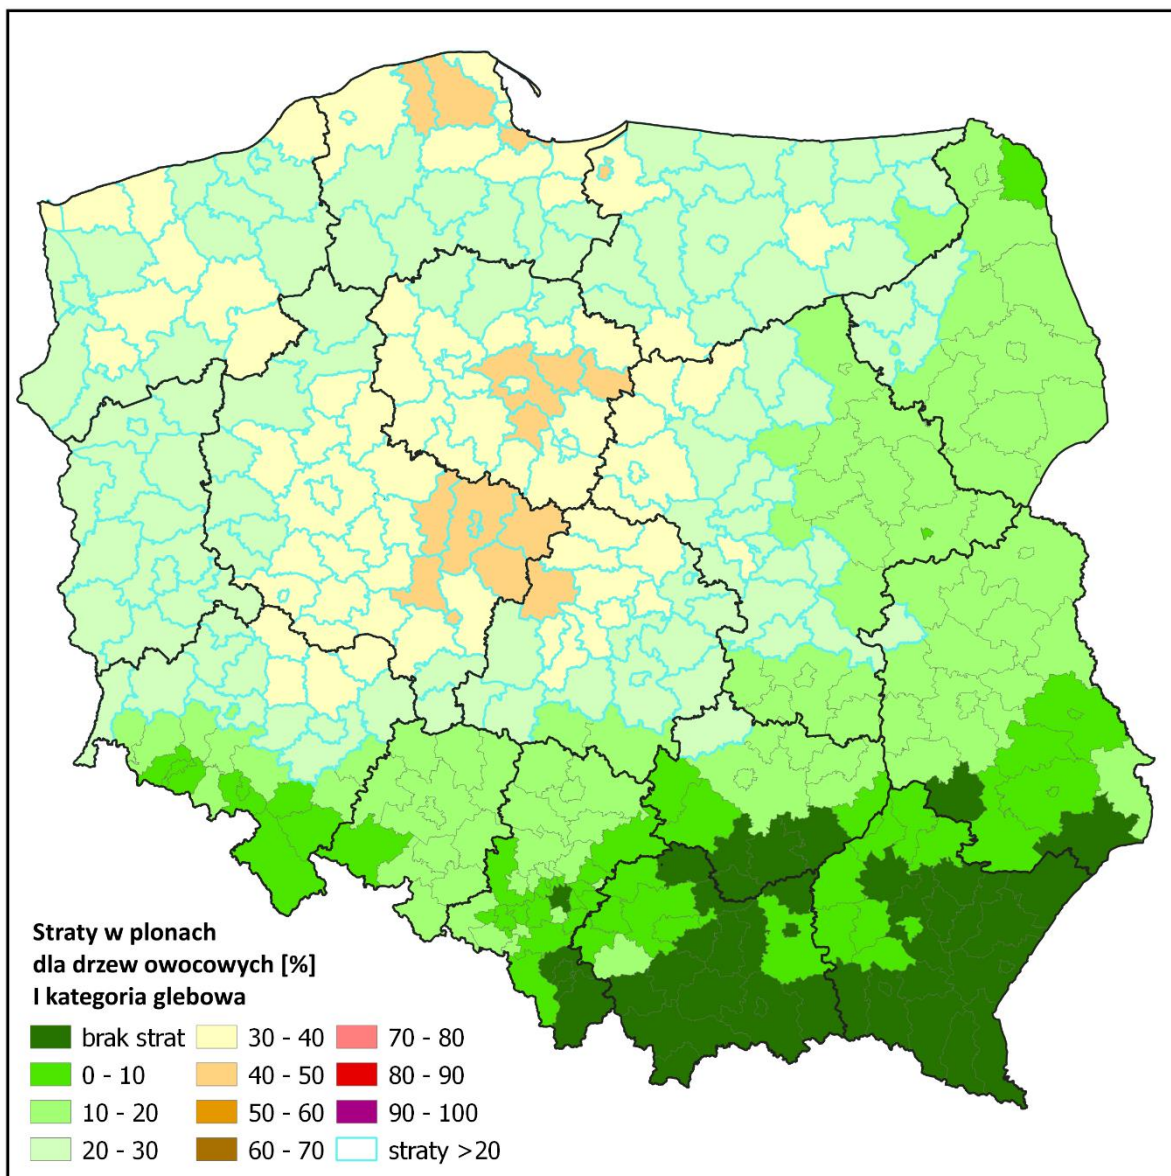 Straty w plonach
dla drzew owocowych [%]
I kategoria glebowa
brak strat
0 - 10
10 - 20
20 - 30
30 - 40
40 - 50
50 - 60
60 - 70
70 - 80
80 - 90
90 - 100
straty >20